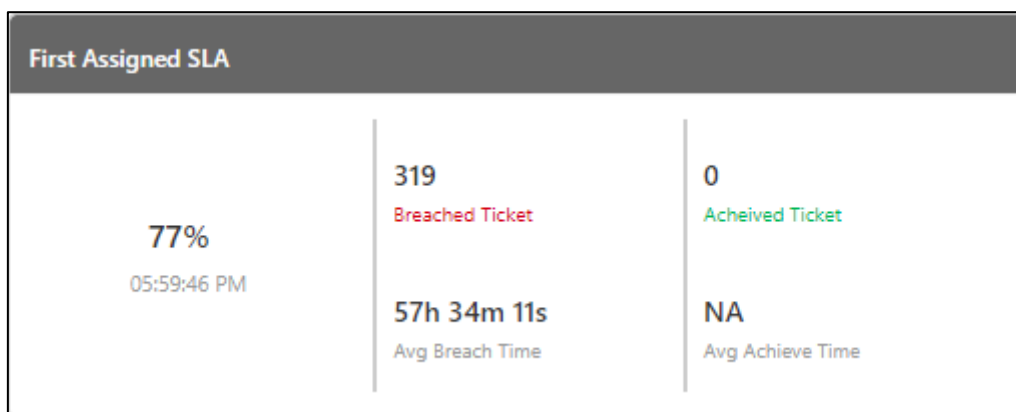 First Assigned SLA
77%
05:59:46 PM
319
Breached Ticket
57h 34m 11s
Avg Breach Time
0
Acheived Ticket
NA
Avg Achieve Time